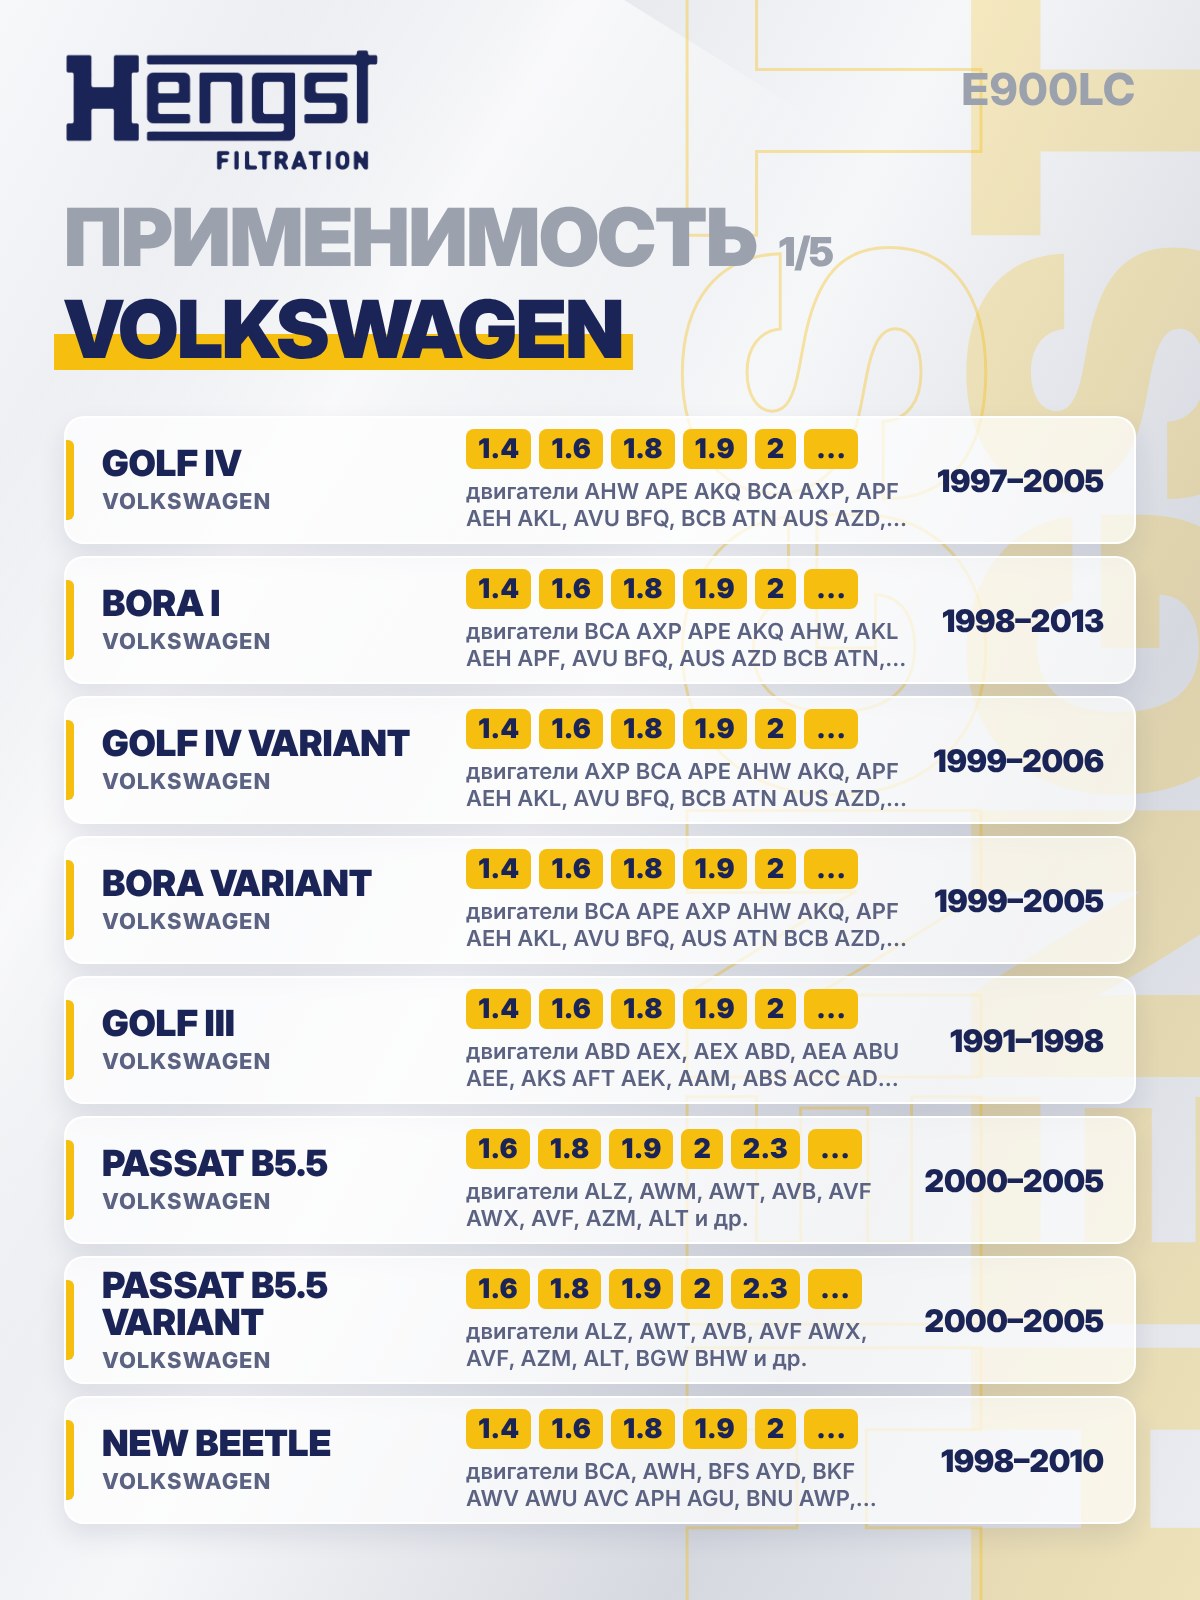 Hengst
FILTRATION
E900LC
ПРИМЕНИМОСТЬ 1/5
VOLKSWAGEN
GOLF IV
VOLKSWAGEN
1.4 1.6 1.8 1.9 2 ...
двигатели AHW APE AKQ BCA AXP, APF
AEH AKL, AVU BFQ, BCB ATN AUS AZD,...
1997–2005
BORA I
VOLKSWAGEN
1.4 1.6 1.8 1.9 2 ...
двигатели BCA AXP APE AKQ AHW, AKL
AEH APF, AVU BFQ, AUS AZD BCB ATN,...
1998–2013
GOLF IV VARIANT
VOLKSWAGEN
1.4 1.6 1.8 1.9 2 ...
двигатели AXP BCA APE AHW AKQ, APF
AEH AKL, AVU BFQ, BCB ATN AUS AZD,...
1999–2006
BORA VARIANT
VOLKSWAGEN
1.4 1.6 1.8 1.9 2 ...
двигатели BCA APE AXP AHW AKQ, APF
AEH AKL, AVU BFQ, AUS ATN BCB AZD,...
1999–2005
GOLF III
VOLKSWAGEN
1.4 1.6 1.8 1.9 2 ...
двигатели ABD AEX, AEX ABD, AEA ABU
AEE, AKS AFT AEK, AAM, ABS ACC AD...
1991–1998
PASSAT B5.5
VOLKSWAGEN
1.6 1.8 1.9 2 2.3 ...
двигатели ALZ, AWM, AWT, AVB, AVF
AWX, AVF, AZM, ALT и др.
2000–2005
PASSAT B5.5
VARIANT
VOLKSWAGEN
1.6 1.8 1.9 2 2.3 ...
двигатели ALZ, AWT, AVB, AVF AWX,
AVF, AZM, ALT, BGW BHW и др.
2000–2005
NEW BEETLE
VOLKSWAGEN
1.4 1.6 1.8 1.9 2 ...
двигатели BCA, AWH, BFS AYD, BKF
AWV AWU AVC APH AGU, BNU AWP,...
1998–2010
HENGST